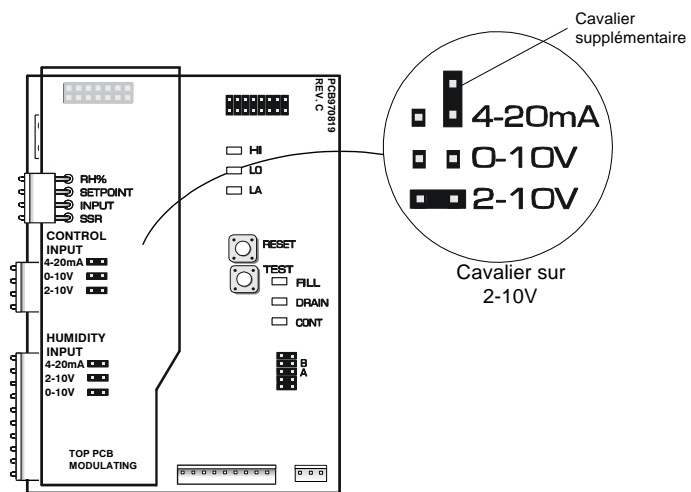 Cavalier
supplémentaire
PCB970819
REV. C
4-20mA
0-10V
2-10V
Cavalier sur
2-10V
HI
LO
LA
RH%
SETPOINT
INPUT
SSR
CONTROL
INPUT
4-20mA
0-10V
2-10V
RESET
TEST
FILL
DRAIN
CONT
HUMIDITY
INPUT
4-20mA
2-10V
0-10V
B
A
TOP PCB
MODULATING